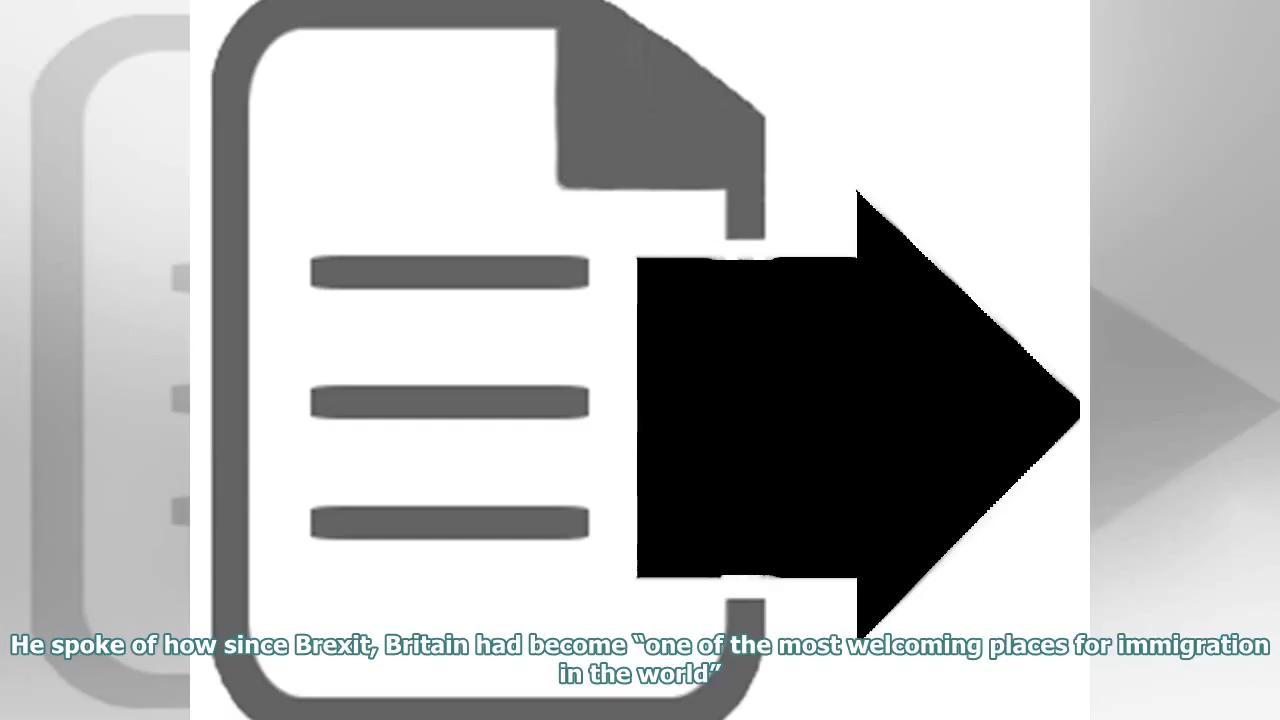 He spoke of how since Brexit, Britain had become “one of the most welcoming places for immigration
in the world”